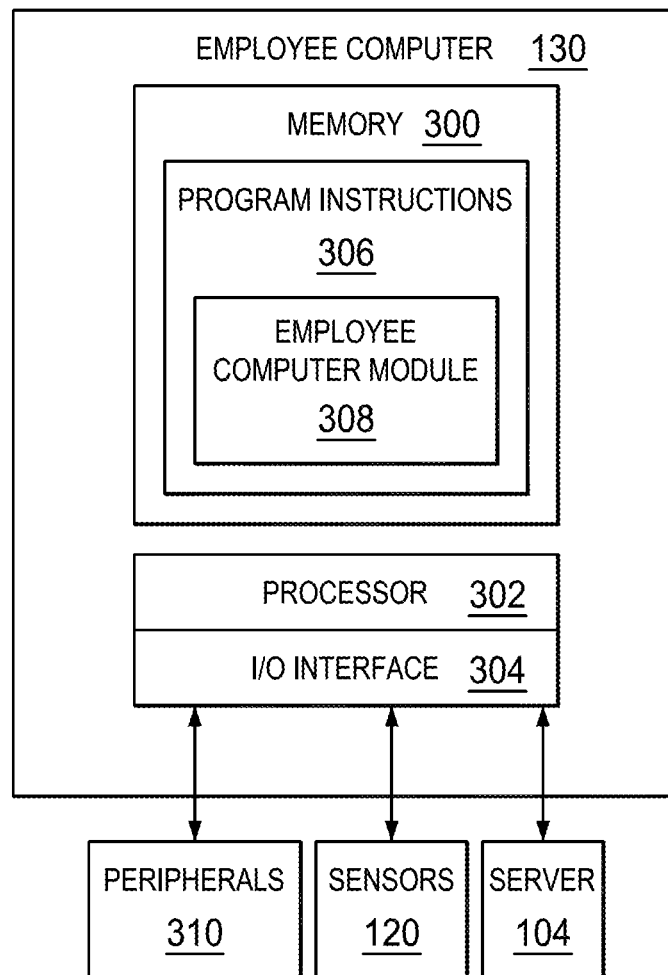 EMPLOYEE COMPUTER 130
MEMORY 300
PROGRAM INSTRUCTIONS
306
EMPLOYEE
COMPUTER MODULE
308
PROCESSOR 302
I/O INTERFACE 304
PERIPHERALS
310
SENSORS
120
SERVER
104